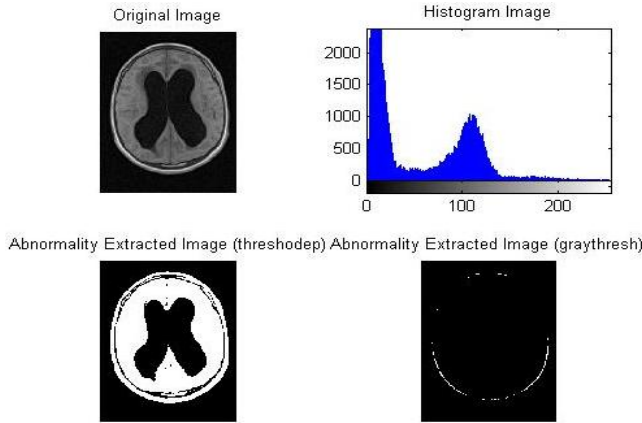 Original Image
Histogram Image
2000
1500
1000
500
0
0
100
200
Abnormality Extracted Image (threshodep)
Abnormality Extracted Image (graythresh)